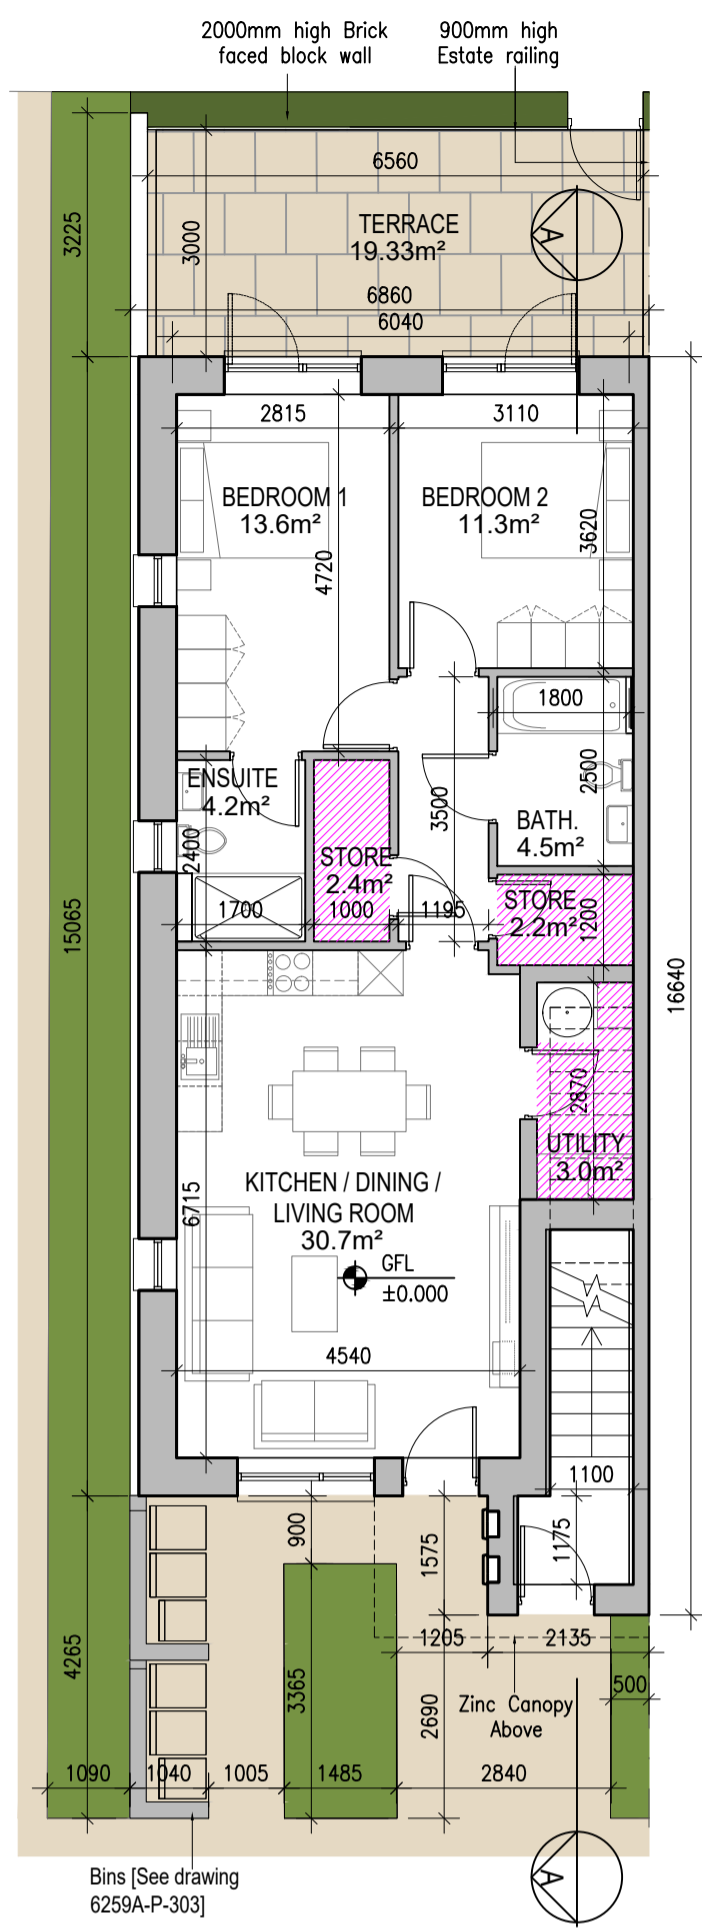 2000mm high Brick
faced block wall
900mm high
Estate railing
6560
3225
3000
TERRACE
19.33m²
A
6860
6040
2815
3110
BEDROOM 1
13.6m²
BEDROOM 2
11.3m²
4720
3620
1800
ENSUITE
4.2m²
2400
3500
2500
BATH.
4.5m²
STORE
2.4m²
STORE
2.2m²
1700
1000
1195
1200
15065
16640
2870
UTILITY
3.0m²
KITCHEN / DINING /
LIVING ROOM
30.7m²
6715
GFL
±0.000
4540
1100
900
1575
1175
4265
3365
2690
1205
2135
500
Zinc Canopy
Above
1090
1040
1005
1485
2840
Bins [See drawing
6259A-P-303]
A